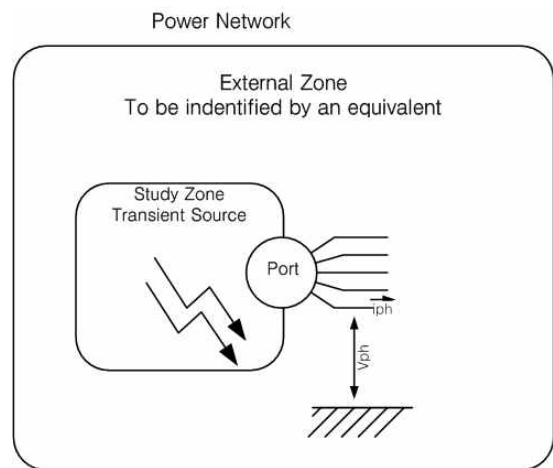 Power Network
External Zone
To be indentified by an equivalent
Study Zone
Transient Source
Port
iph
Vph